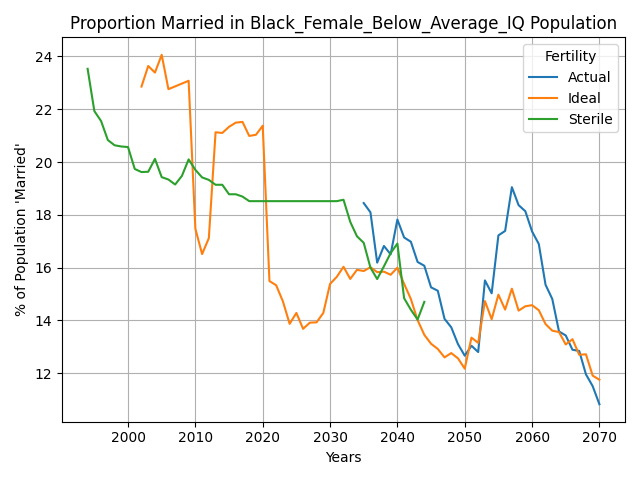 Proportion Married in Black_Female_Below_Average_IQ Population
Fertility
Actual
Ideal
Sterile
% of Population 'Married'
24
22
20
18
16
14
12
2000 2010 2020 2030 2040 2050 2060 2070
Years